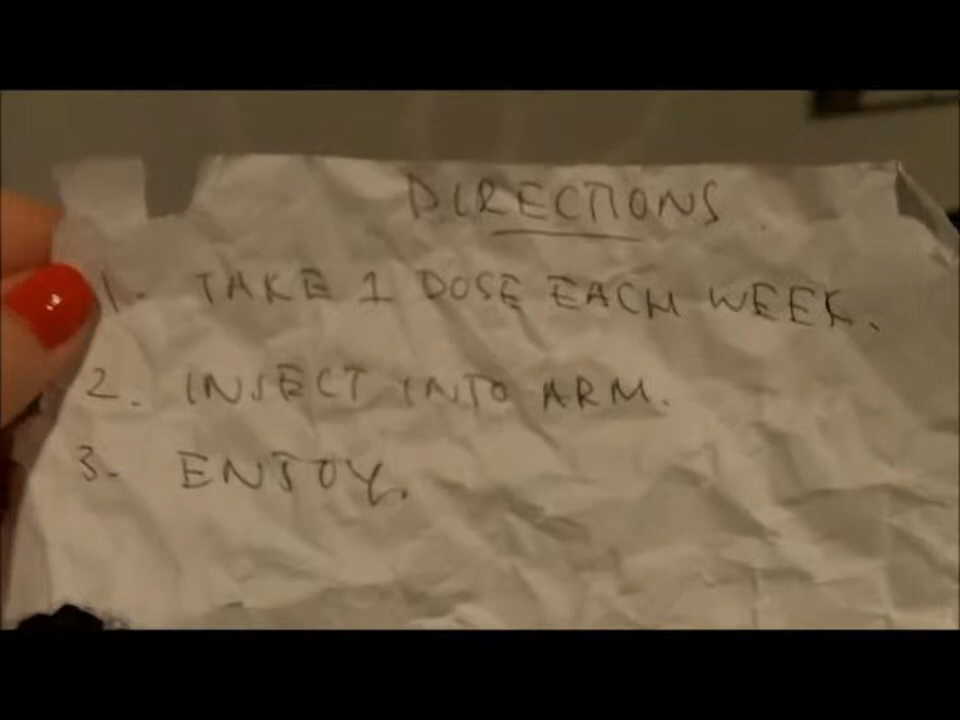 DIRECTIONS
1. TAKE 1 DOSE EACH WEEK.
2. INJECT INTO ARM.
3. ENJOY.